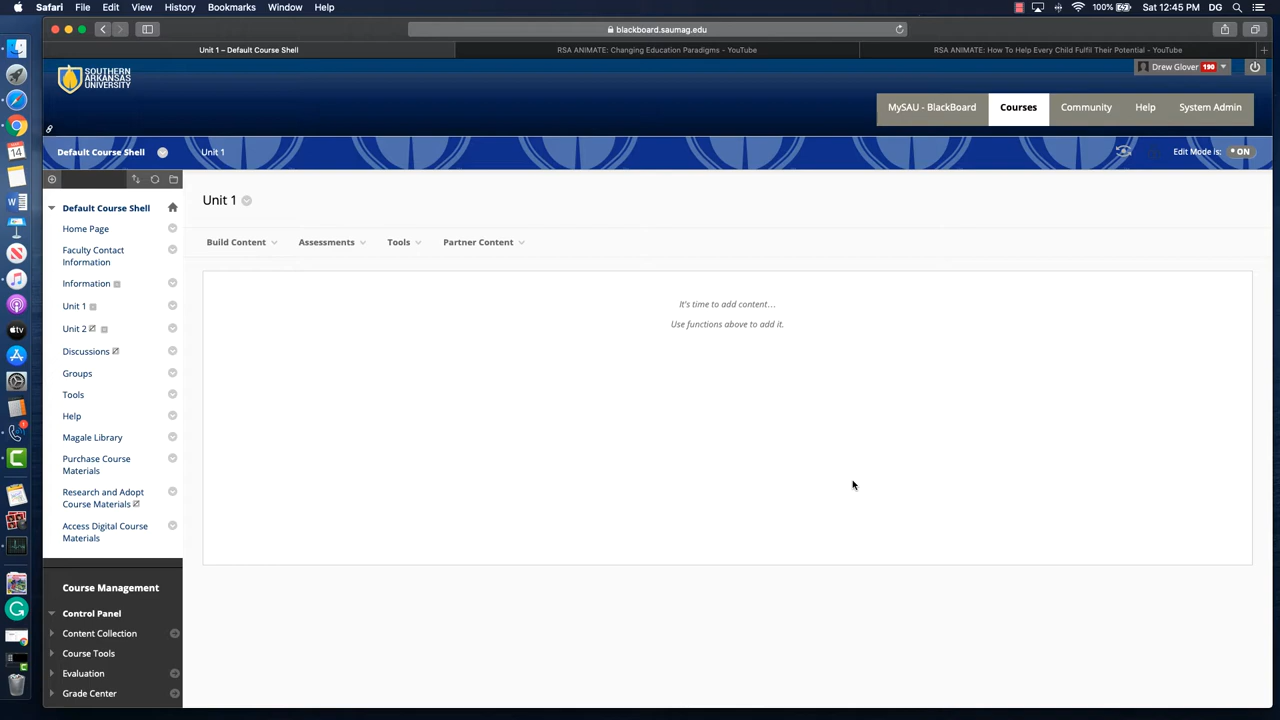 Safari File Edit View History Bookmarks Window Help 100% Sat 12:45 PM DG
blackboard.saumag.edu
Unit 1 – Default Course Shell RSA ANIMATE: Changing Education Paradigms - YouTube RSA ANIMATE: How To Help Every Child Fulfil Their Potential - YouTube
SOUTHERN
ARKANSAS
UNIVERSITY
Drew Glover 190
MySAU - BlackBoard Courses Community Help System Admin
Default Course Shell Unit 1 Edit Mode is: ON
Default Course Shell
Home Page
Faculty Contact
Information
Information
Unit 1
Unit 2
Discussions
Groups
Tools
Help
Magale Library
Purchase Course
Materials
Research and Adopt
Course Materials
Access Digital Course
Materials
Course Management
Control Panel
Content Collection
Course Tools
Evaluation
Grade Center
Unit 1
Build Content Assessments Tools Partner Content
It's time to add content...
Use functions above to add it.
14